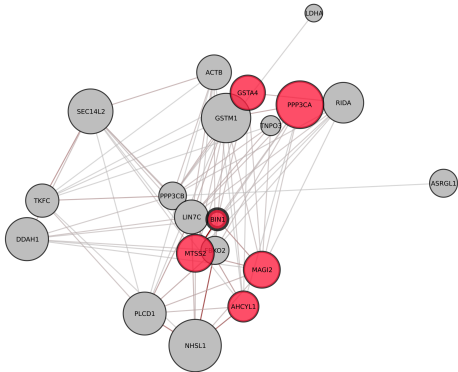 LDHA
ACTB
GSTA4
SEC14L2
PPP3CA
RIDA
GSTM1
TNPO3
ASRGL1
PPP3CB
TKFC
LIN7C
BIN1
DDAH1
MTSS2
MAGI2
AHCYL1
PLCD1
NHSL1